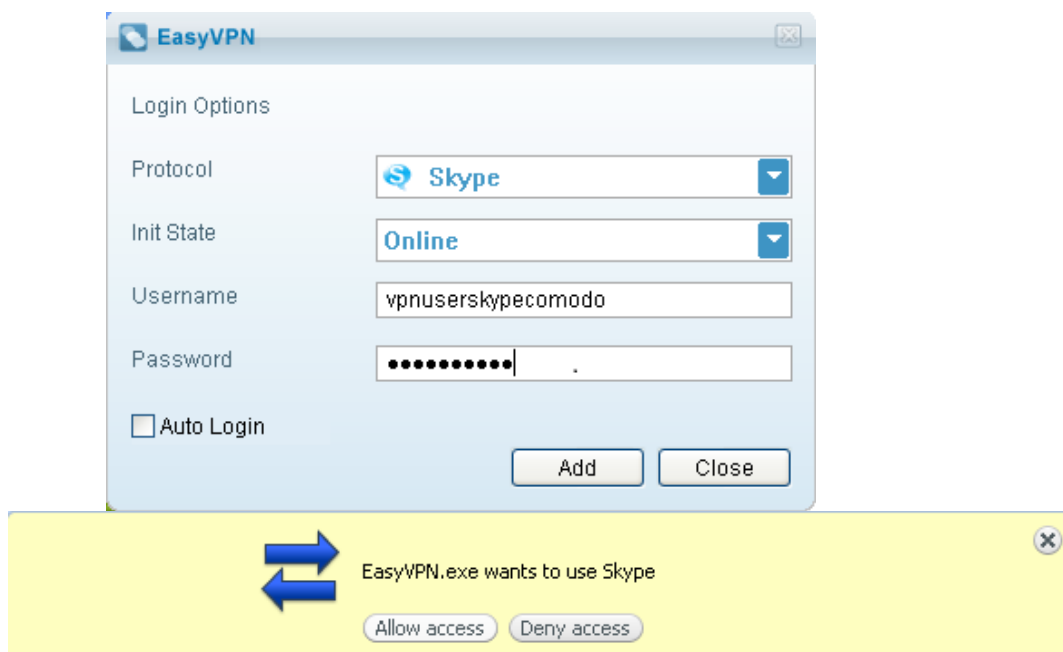 EasyVPN
Login Options
Protocol Skype
Init State Online
Username vpnuserskypecomodo
Password ●●●●●●●●●●
Auto Login
Add Close
EasyVPN.exe wants to use Skype
Allow access Deny access